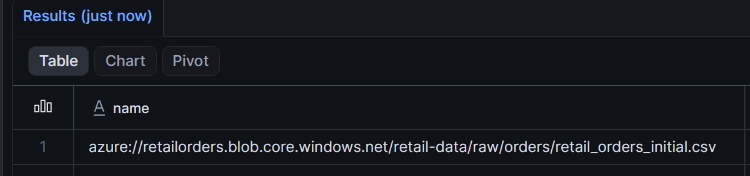 Results (just now)
Table Chart Pivot
A name
1 azure://retailorders.blob.core.windows.net/retail-data/raw/orders/retail_orders_initial.csv